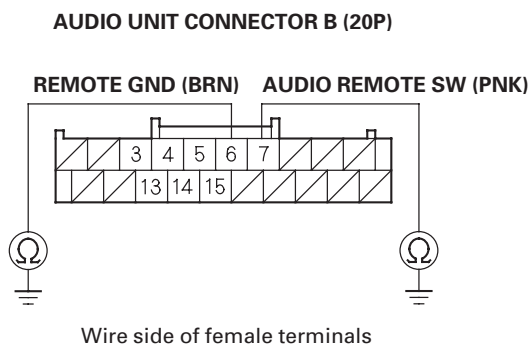 AUDIO UNIT CONNECTOR B (20P)
REMOTE GND (BRN) AUDIO REMOTE SW (PNK)
3 4 5 6 7
13 14 15
Ω Ω
Wire side of female terminals